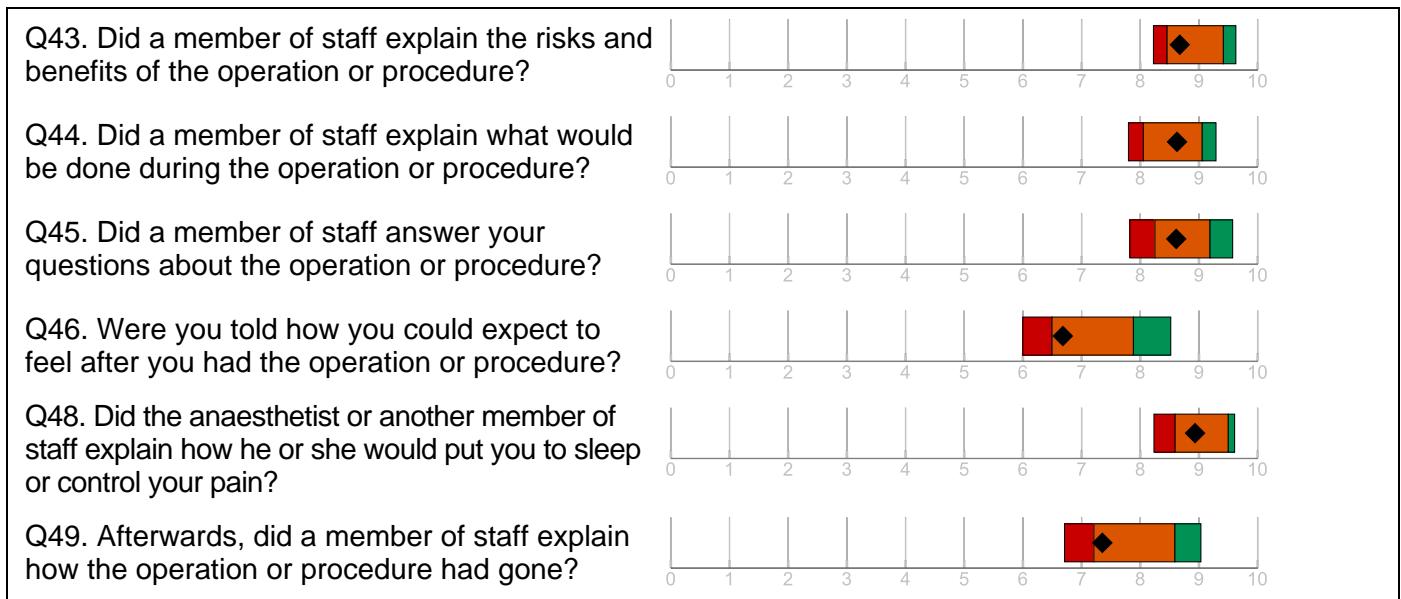 Q43. Did a member of staff explain the risks and
benefits of the operation or procedure?
0 1 2 3 4 5 6 7 8 9 10
Q44. Did a member of staff explain what would
be done during the operation or procedure?
0 1 2 3 4 5 6 7 8 9 10
Q45. Did a member of staff answer your
questions about the operation or procedure?
0 1 2 3 4 5 6 7 8 9 10
Q46. Were you told how you could expect to
feel after you had the operation or procedure?
0 1 2 3 4 5 6 7 8 9 10
Q48. Did the anaesthetist or another member of
staff explain how he or she would put you to sleep
or control your pain?
0 1 2 3 4 5 6 7 8 9 10
Q49. Afterwards, did a member of staff explain
how the operation or procedure had gone?
0 1 2 3 4 5 6 7 8 9 10